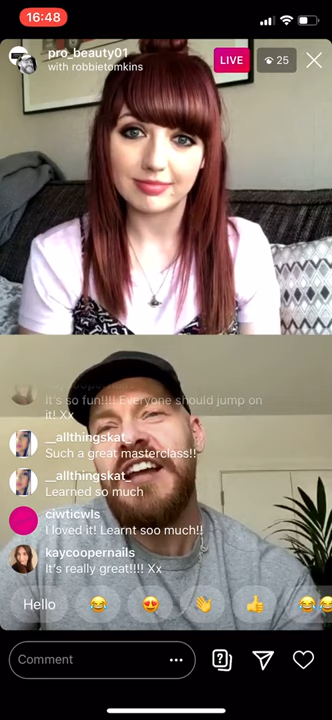 16:48
pro_beauty01
with robbietomkins
LIVE
25
It's so fun!!!! Everyone should jump on
it! Xx
__allthingskat_
Such a great masterclass!!
__allthingskat_
Learned so much
ciwticwls
I loved it! Learnt soo much!!
kaycoopernails
It's really great!!!! Xx
Hello
Comment